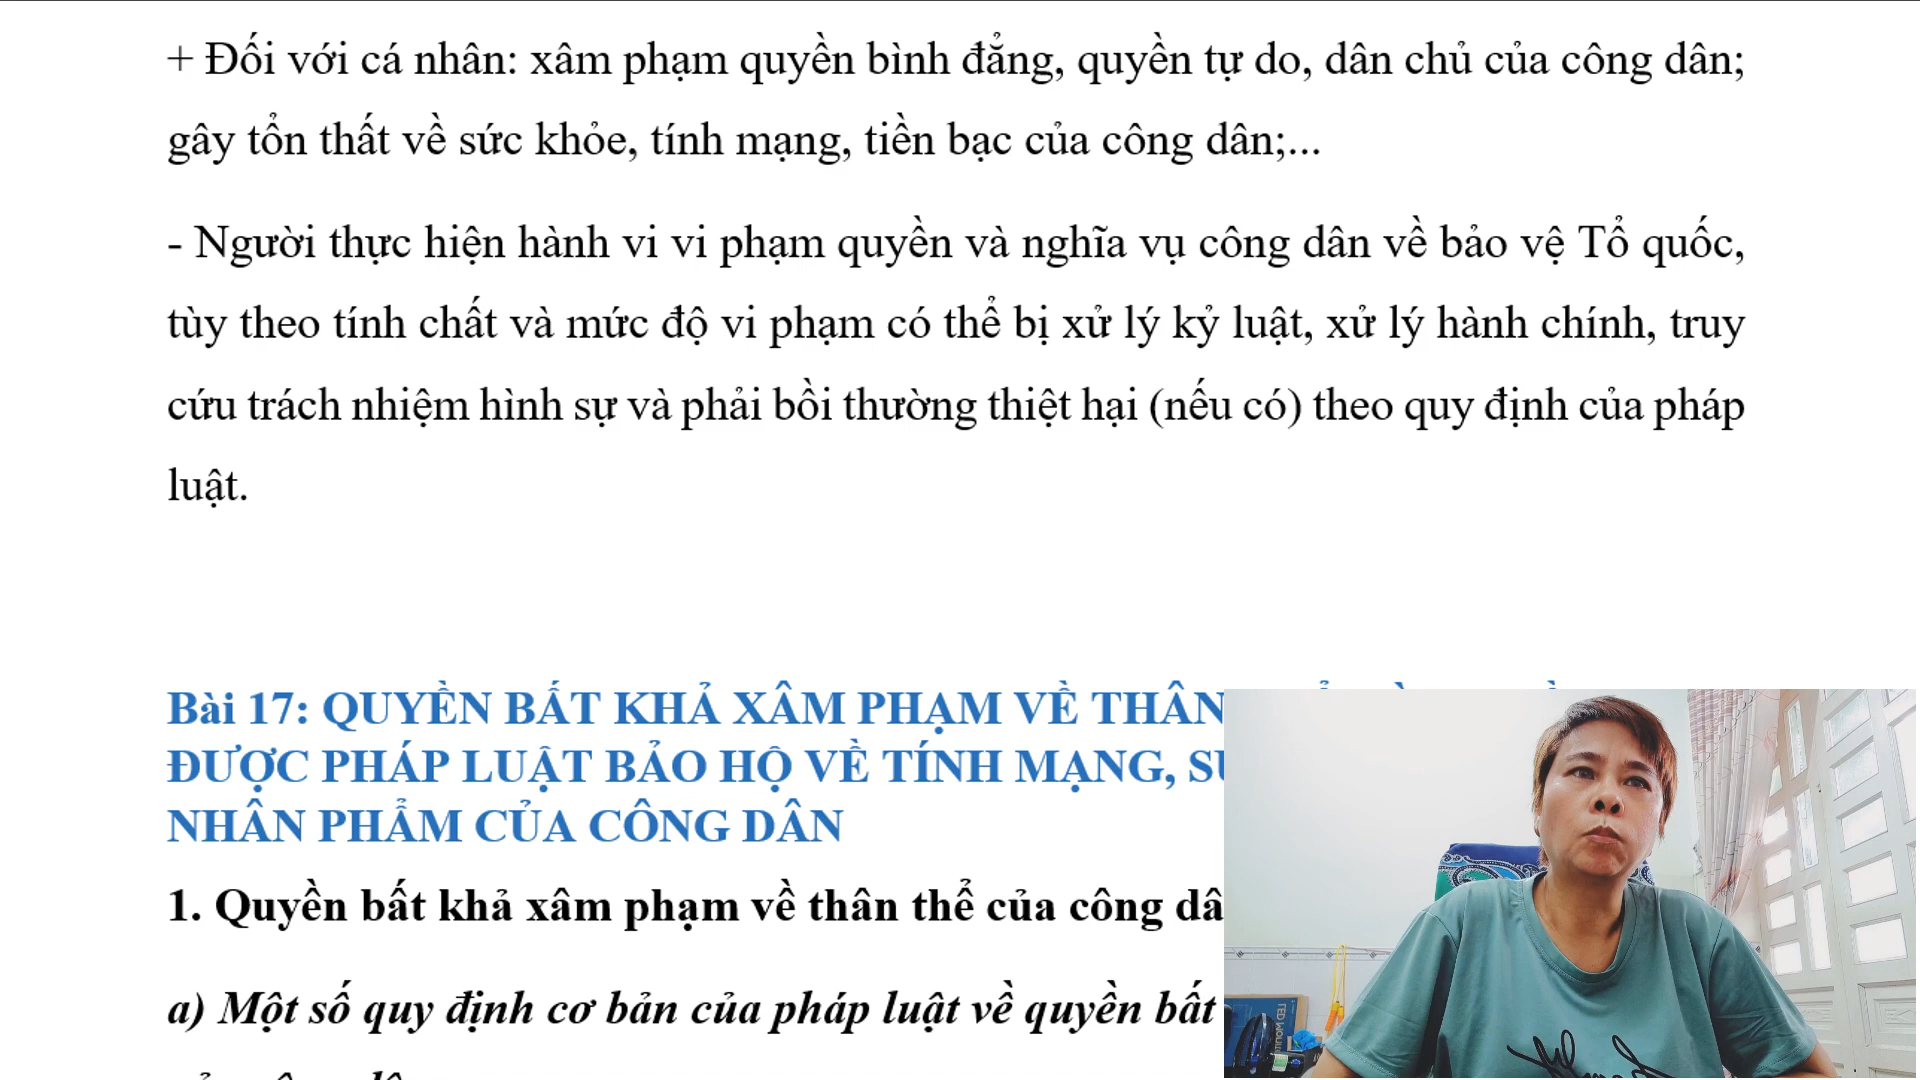 + Đối với cá nhân: xâm phạm quyền bình đẳng, quyền tự do, dân chủ của công dân;
gây tổn thất về sức khỏe, tính mạng, tiền bạc của công dân;...
- Người thực hiện hành vi vi phạm quyền và nghĩa vụ công dân về bảo vệ Tổ quốc,
tùy theo tính chất và mức độ vi phạm có thể bị xử lý kỷ luật, xử lý hành chính, truy
cứu trách nhiệm hình sự và phải bồi thường thiệt hại (nếu có) theo quy định của pháp
luật.
Bài 17: QUYỀN BẤT KHẢ XÂM PHẠM VỀ THÂN
ĐƯỢC PHÁP LUẬT BẢO HỘ VỀ TÍNH MẠNG,
NHÂN PHẨM CỦA CÔNG DÂN
1. Quyền bất khả xâm phạm về thân thể của công
a) Một số quy định cơ bản của pháp luật về quyền bất